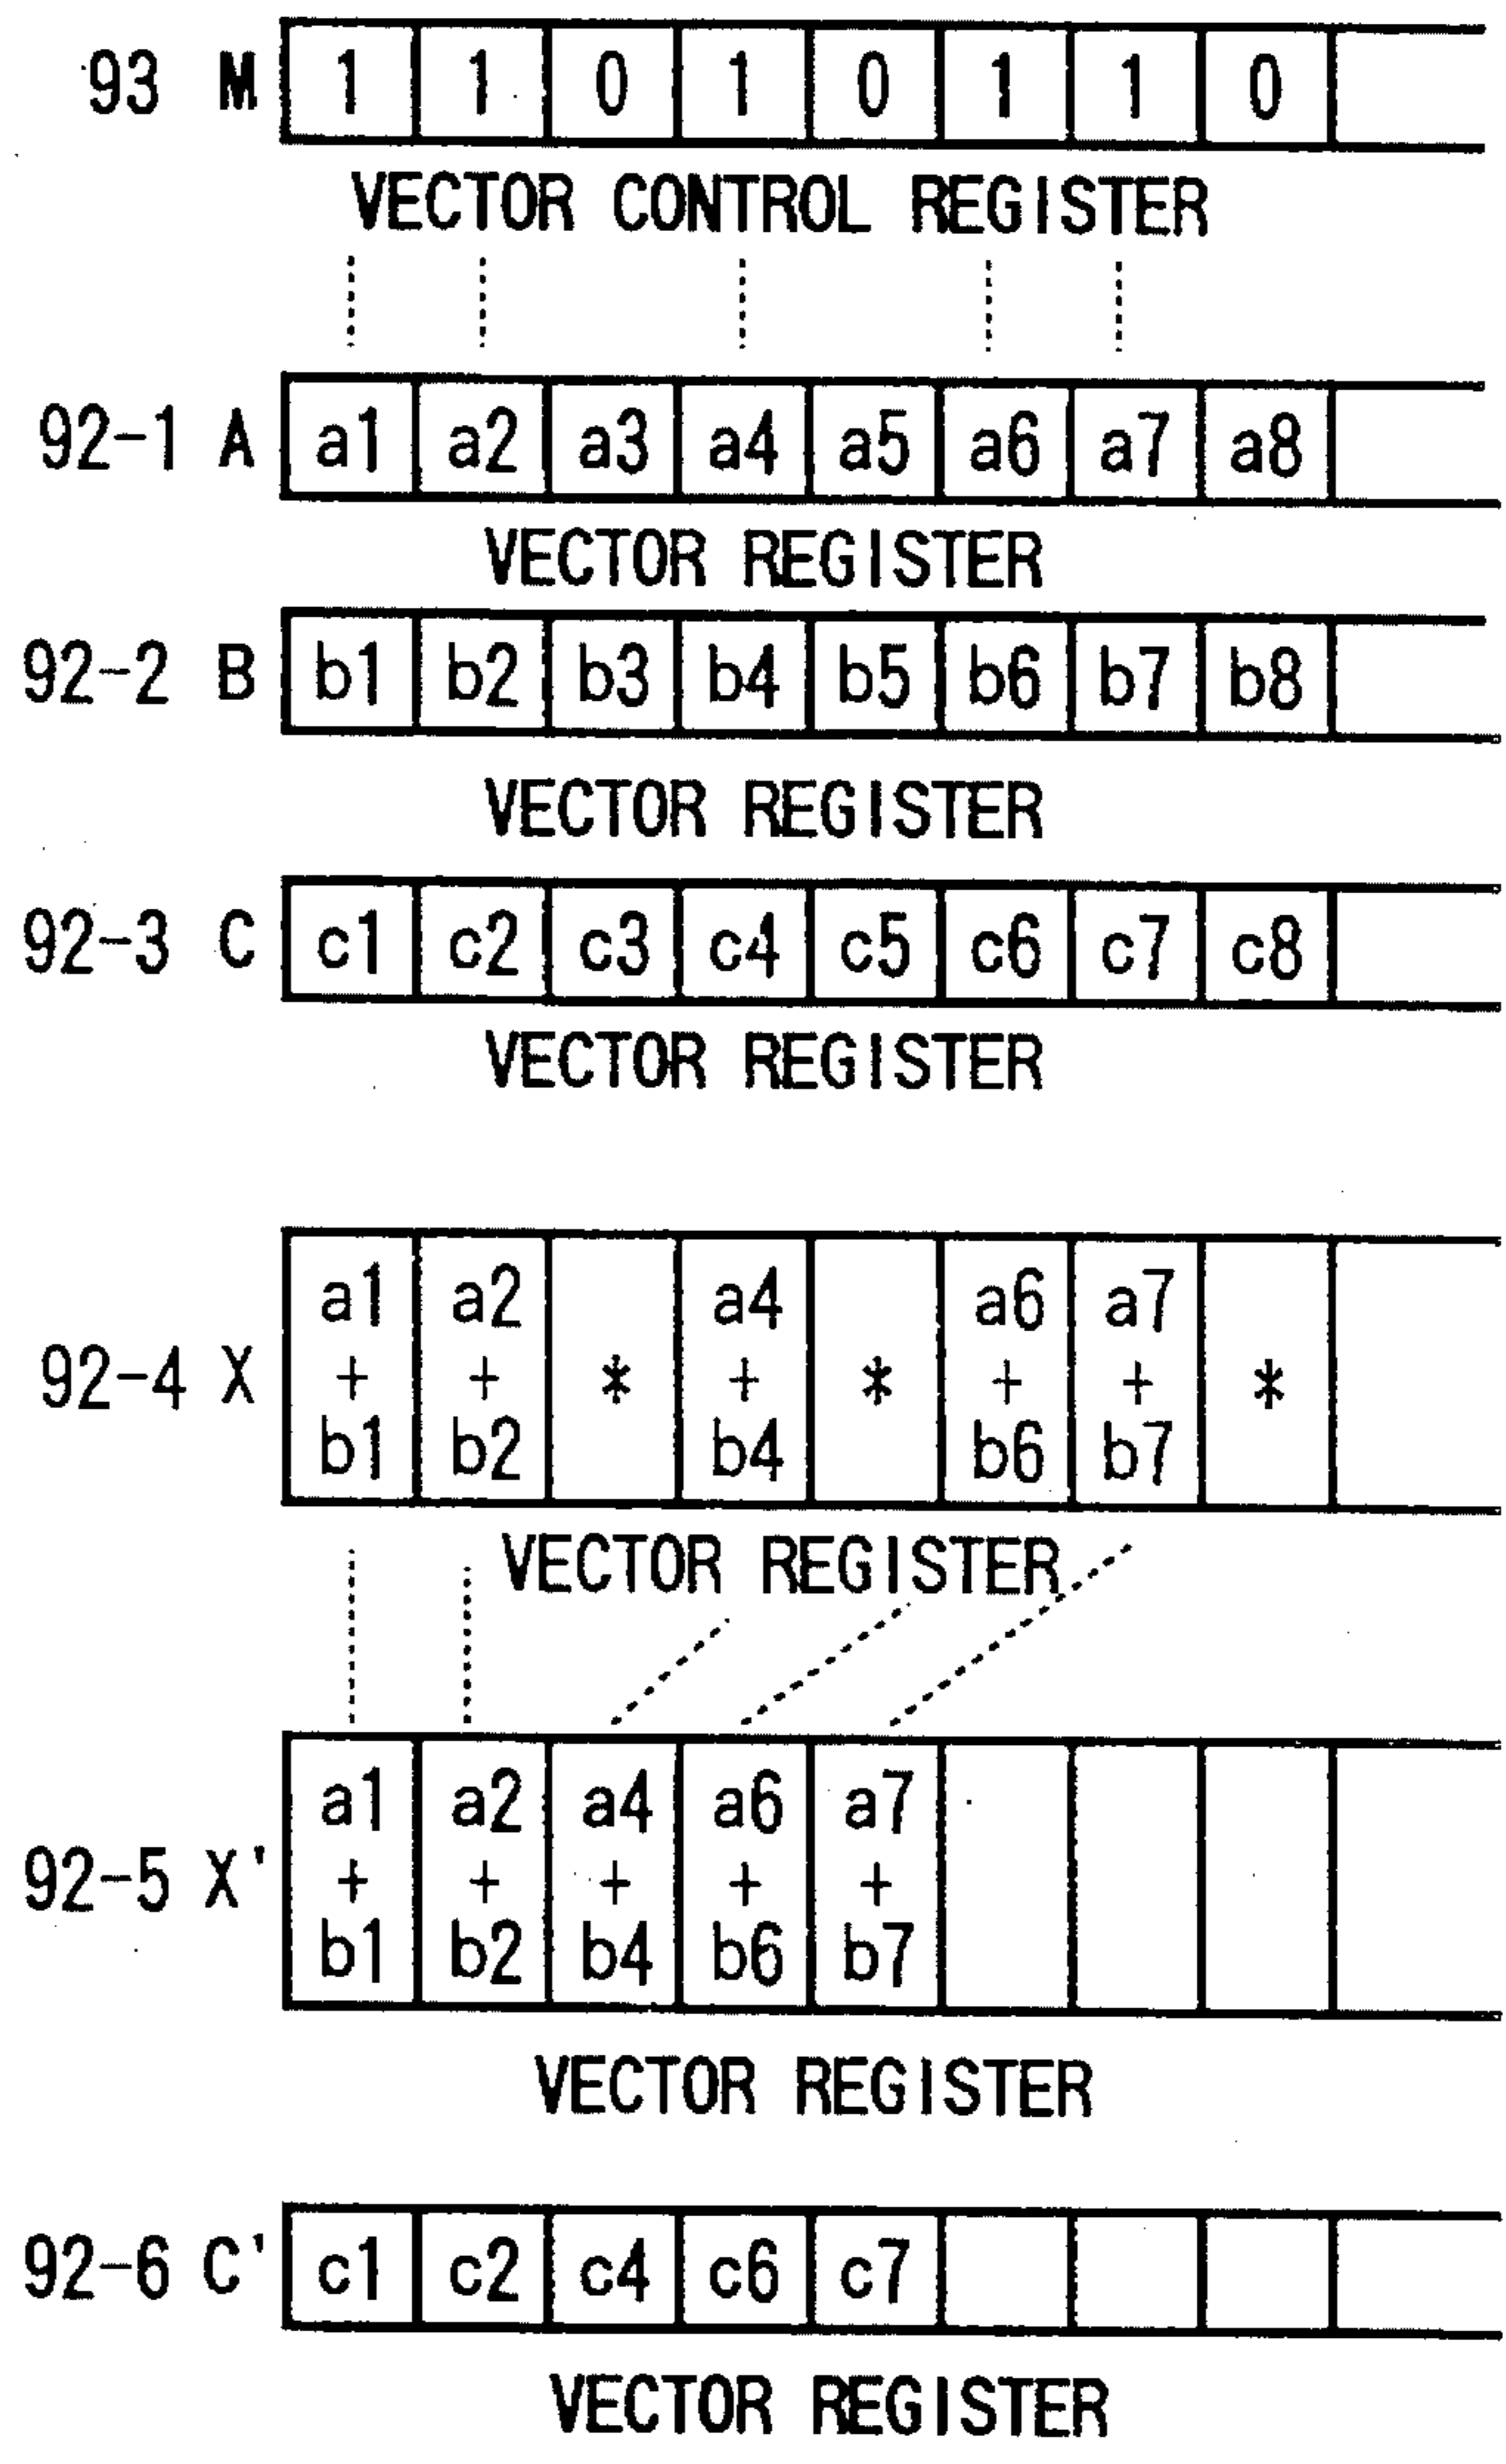 93 M 1 1 0 1 0 1 1 0
VECTOR CONTROL REGISTER
92-1 A a1 a2 a3 a4 a5 a6 a7 a8
VECTOR REGISTER
92-2 B b1 b2 b3 b4 b5 b6 b7 b8
VECTOR REGISTER
92-3 C c1 c2 c3 c4 c5 c6 c7 c8
VECTOR REGISTER
a1 a2 a4 a6 a7
92-4 X + + * + * + + *
b1 b2 b4 b6 b7
VECTOR REGISTER
a1 a2 a4 a6 a7
92-5 X' + + + + +
b1 b2 b4 b6 b7
VECTOR REGISTER
92-6 C' c1 c2 c4 c6 c7
VECTOR REGISTER